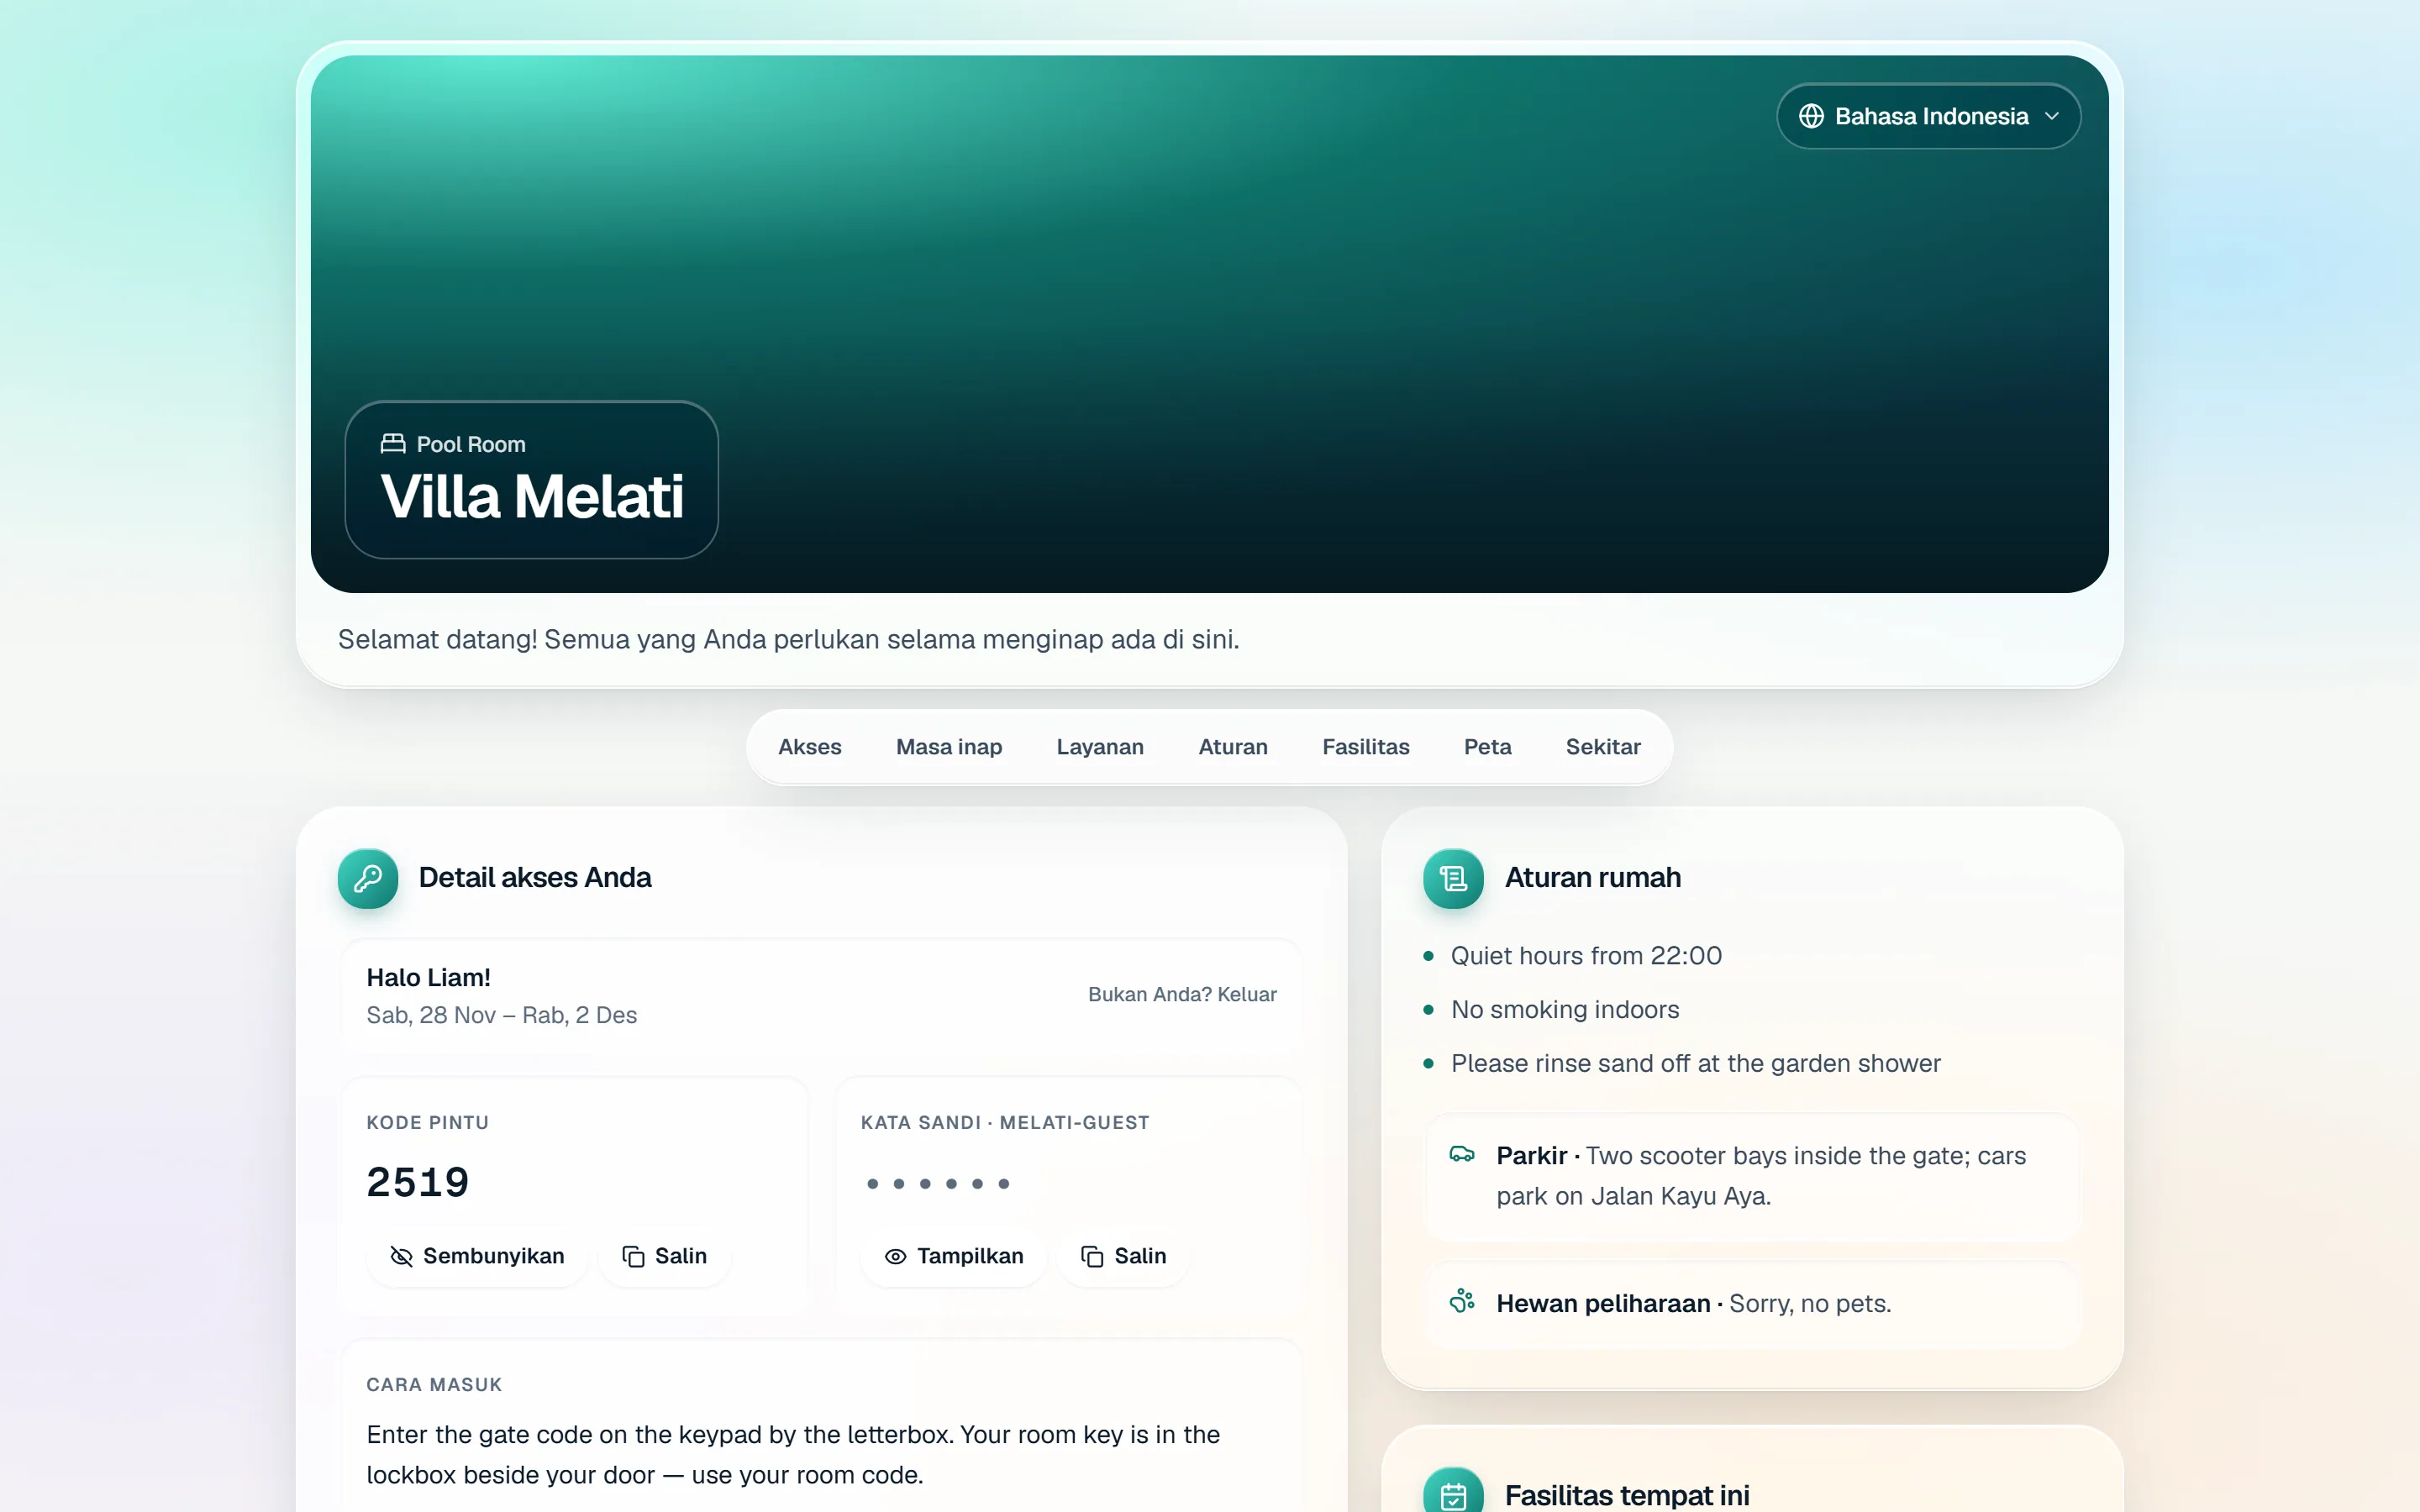 Bahasa Indonesia
Pool Room
Villa Melati
Selamat datang! Semua yang Anda perlukan selama menginap ada di sini.
Akses Masa inap Layanan Aturan Fasilitas Peta Sekitar
Detail akses Anda
Halo Liam!
Sab, 28 Nov – Rab, 2 Des
Bukan Anda? Keluar
KODE PINTU
2519
Sembunyikan Salin
KATA SANDI · MELATI-GUEST
••••••
Tampilkan Salin
CARA MASUK
Enter the gate code on the keypad by the letterbox. Your room key is in the
lockbox beside your door — use your room code.
Aturan rumah
• Quiet hours from 22:00
• No smoking indoors
• Please rinse sand off at the garden shower
Parkir · Two scooter bays inside the gate; cars
park on Jalan Kayu Aya.
Hewan peliharaan · Sorry, no pets.
Fasilitas tempat ini